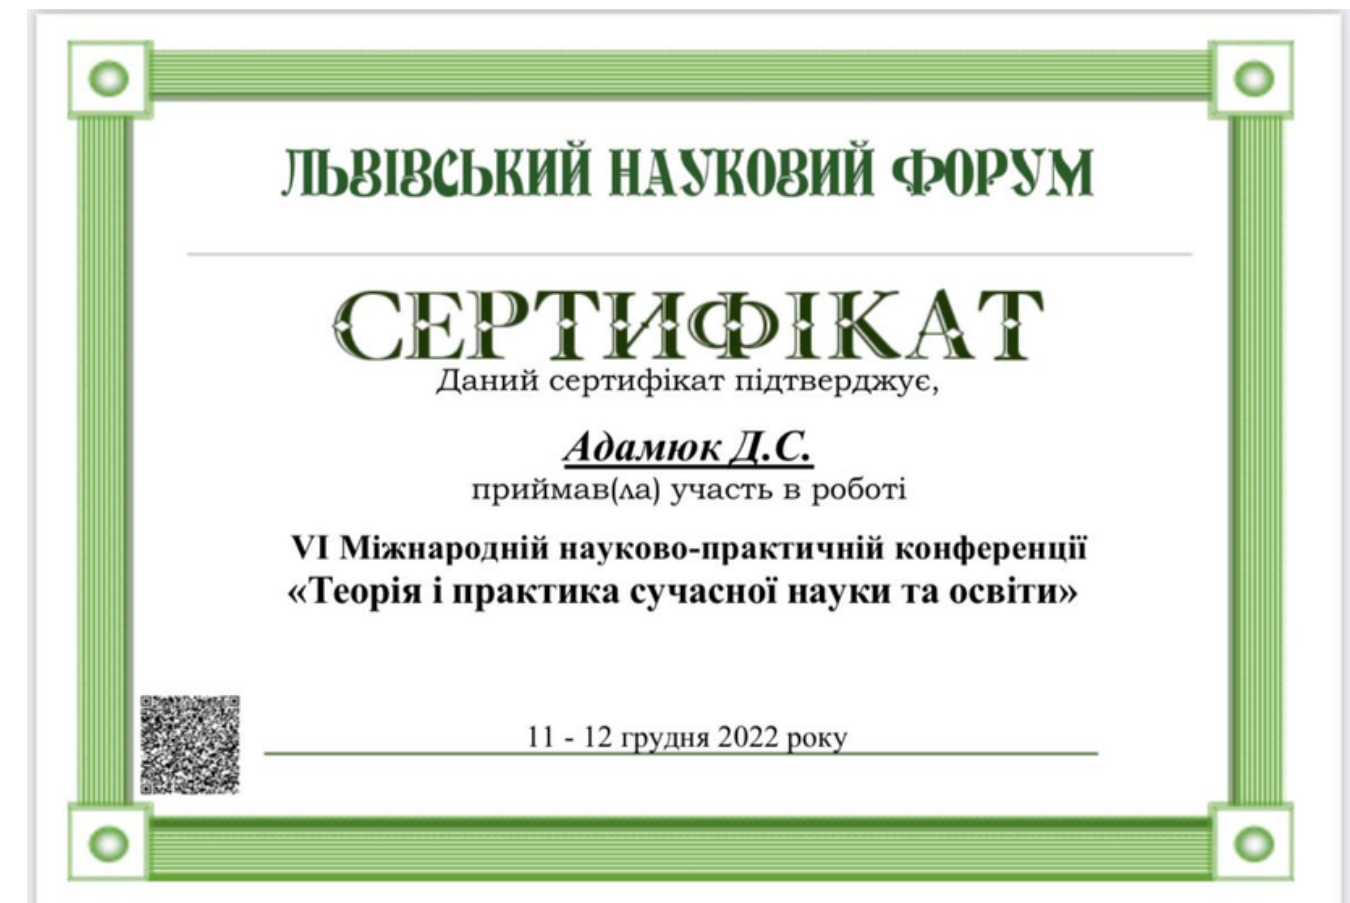 ЛЬВІВСЬКИЙ НАУКОВИЙ ФОРУМ
СЕРТИФІКАТ
Даний сертифікат підтверджує,
Адамюк Д.С.
приймав(ла) участь в роботі
VI Міжнародній науково-практичній конференції
«Теорія і практика сучасної науки та освіти»
11 - 12 грудня 2022 року